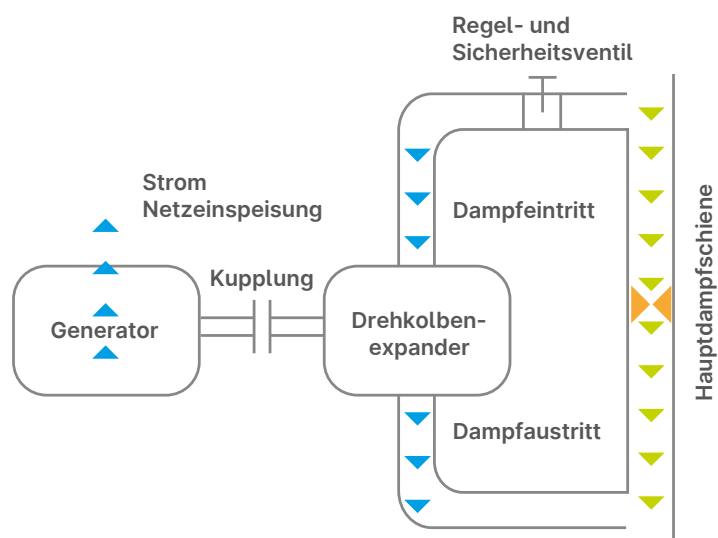 Regel- und
Sicherheitsventil
Strom
Netzeinspeisung
Dampfeintritt
Kupplung
Generator
Drehkolben-
expander
Hauptdampfschiene
Dampfaustritt